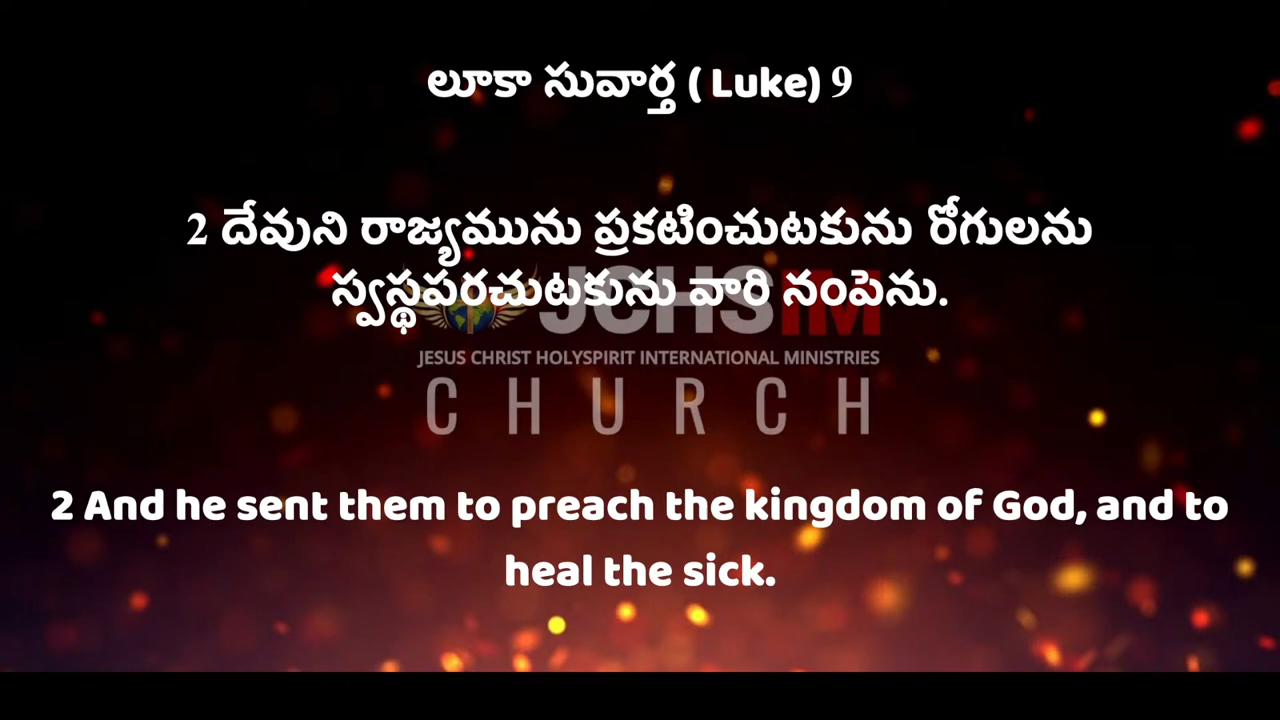 లూకా సువార్త ( Luke) 9
2 దేవుని రాజ్యమును ప్రకటించుటకును రోగులను
స్వస్థపరచుటకును వారి నంపెను.
JCHSIM
JESUS CHRIST HOLYSPIRIT INTERNATIONAL MINISTRIES
CHURCH
2 And he sent them to preach the kingdom of God, and to
heal the sick.